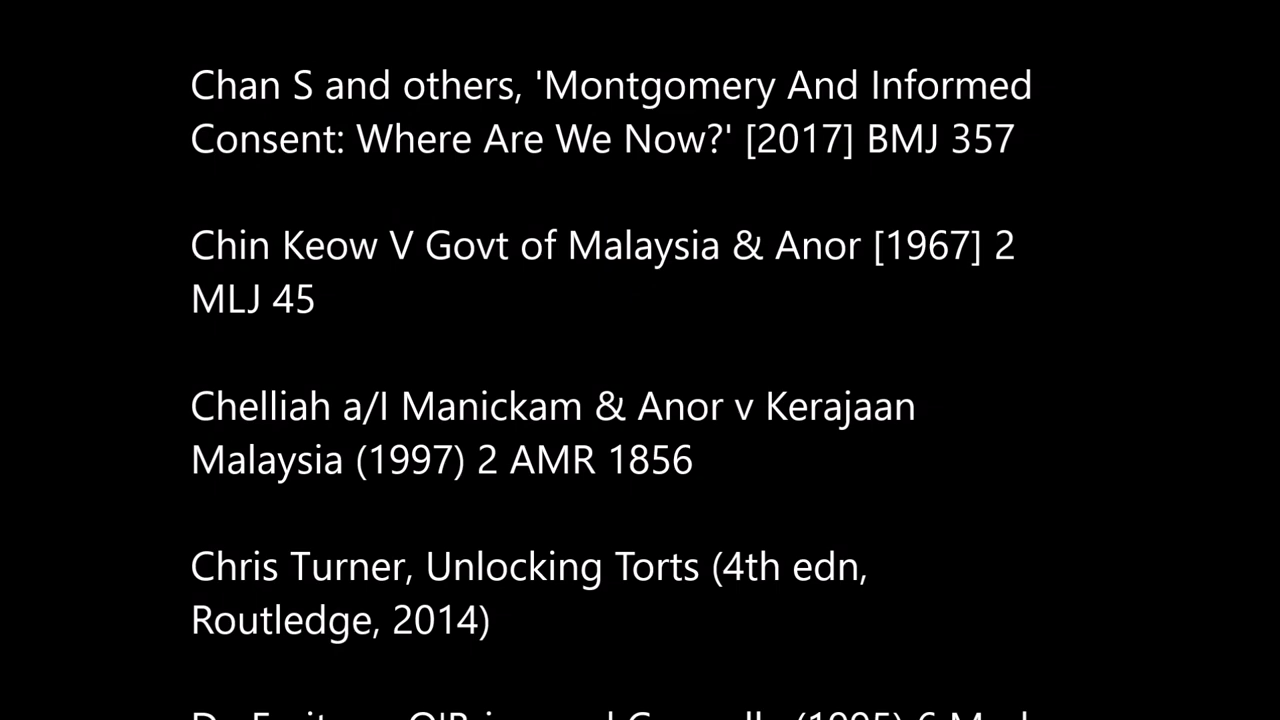 Chan S and others, 'Montgomery And Informed
Consent: Where Are We Now?' [2017] BMJ 357
Chin Keow V Govt of Malaysia & Anor [1967] 2
MLJ 45
Chelliah a/l Manickam & Anor v Kerajaan
Malaysia (1997) 2 AMR 1856
Chris Turner, Unlocking Torts (4th edn,
Routledge, 2014)